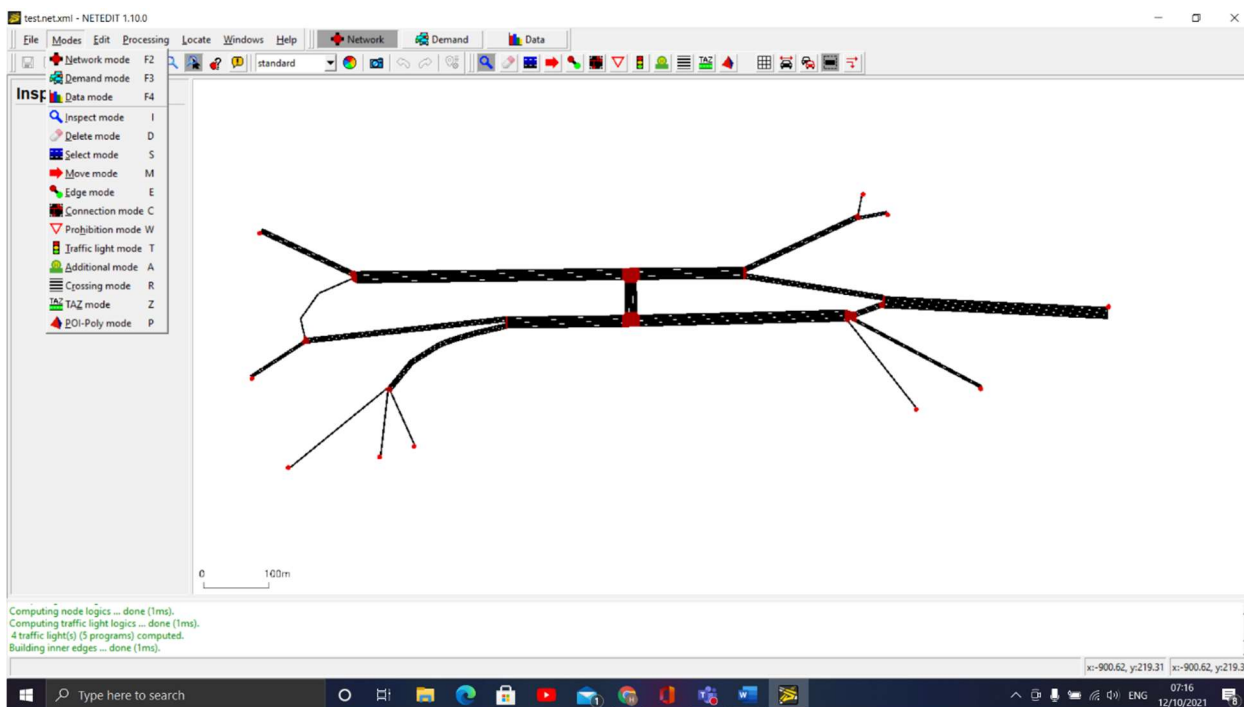 test.net.xml - NETEDIT 1.10.0
File Modes Edit Processing Locate Windows Help Network Demand Data
Network mode F2
Demand mode F3
Data mode F4
Inspect mode I
Delete mode D
Select mode S
Move mode M
Edge mode E
Connection mode C
Prohibition mode W
Traffic light mode T
Additional mode A
Crossing mode R
TAZ TAZ mode Z
POI-Poly mode P
standard
TAZ
Insp
0 100m
Computing node logics ... done (1ms).
Computing traffic light logics ... done (1ms).
4 traffic light(s) (5 programs) computed.
Building inner edges ... done (1ms).
x:-900.62, y:219.31 x:-900.62, y:219.3
Type here to search
ENG
07:16
12/10/2021